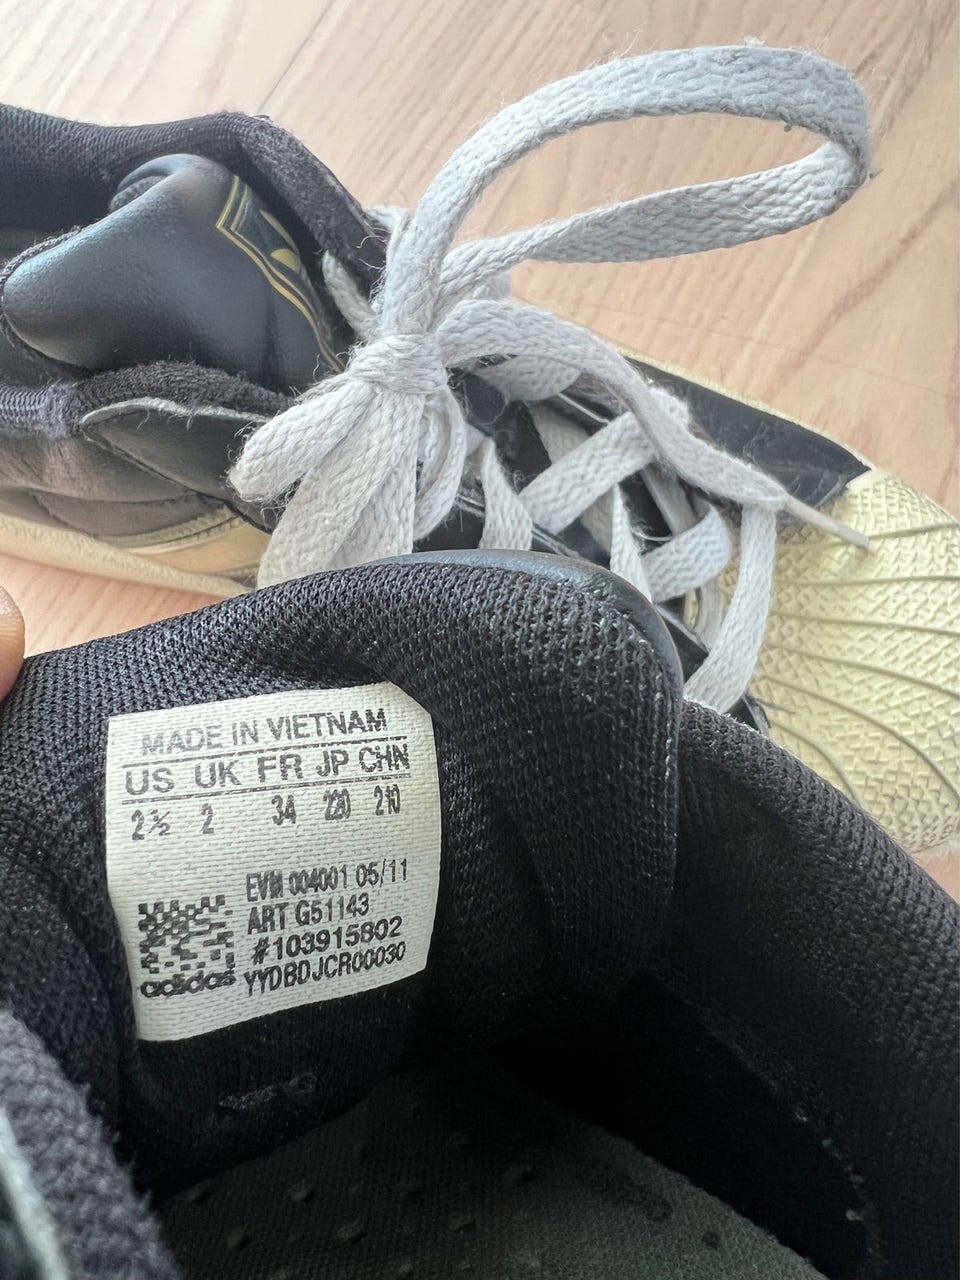 MADE IN VIETNAM
US UK FR JP CHN
2½ 2 34 220 210
EVM 004001 05/11
ART G51143
#103915802
adidas YYDBDJCR00030